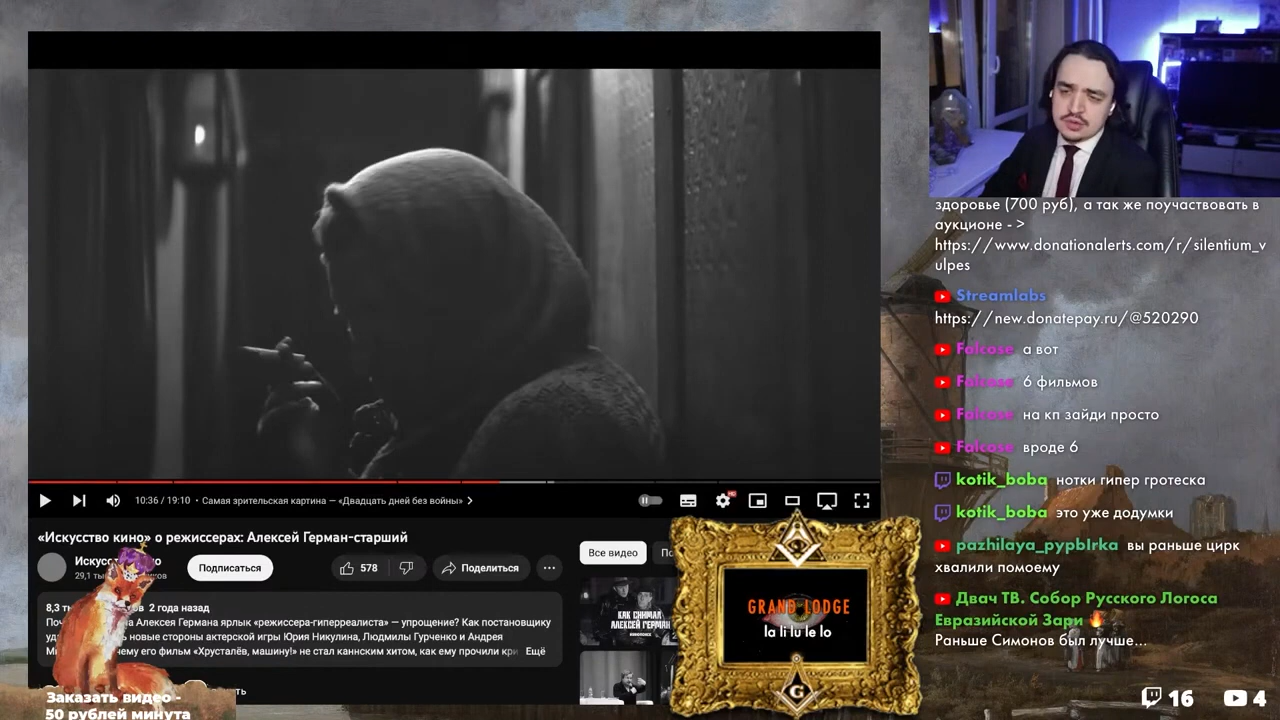 здоровье (700 руб), а так же поучаствовать в
аукционе - >
https://www.donationalerts.com/r/silentium_v
ulpes
Streamlabs
https://new.donatepay.ru/@520290
Falcose а вот
Falcose 6 фильмов
Falcose на кп зайди просто
Falcose вроде 6
kotik_boba нотки гипер гротеска
kotik_boba это уже додумки
pazhilaya_pypbIrka вы раньше цирк
хвалили помоему
Двач ТВ. Собор Русского Логоса
Евразийской Зари 🔥
Раньше Симонов был лучше...
16 4
10:36 / 19:10 • Самая зрительская картина — «Двадцать дней без войны»
«Искусство кино» о режиссерах: Алексей Герман-старший
Подписаться
578
Поделиться
Все видео
2 года назад
ярлык «режиссера-гиперреалиста» — упрощение? Как постановщику
новые стороны актерской игры Юрия Никулина, Людмилы Гурченко и Андрея
его фильм «Хрусталёв, машину!» не стал каннским хитом, как ему прочили
Ещё
КАК СНИМАЛ
АЛЕКСЕЙ ГЕРМАН
GRAND LODGE
la li lu le lo
G
Заказать видео -
50 рублей минута